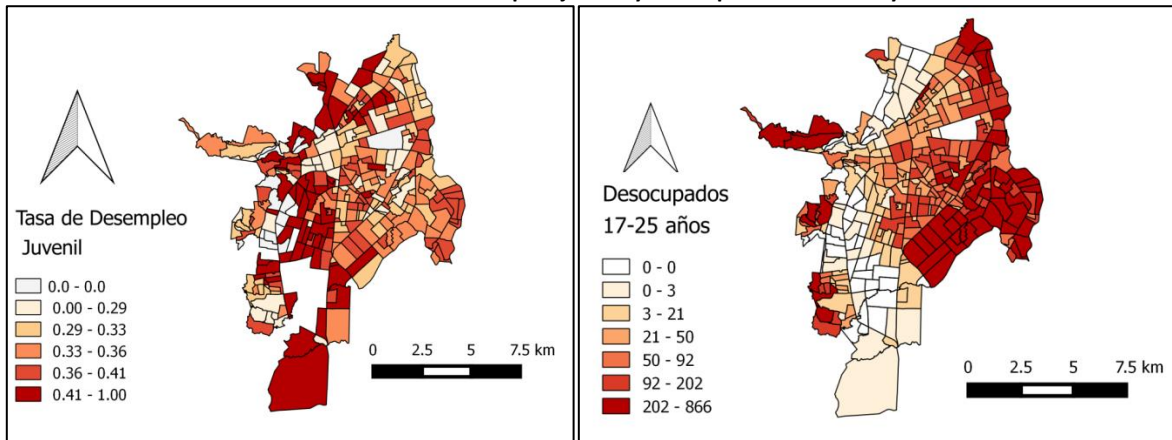 Tasa de Desempleo
Juvenil
0.0 - 0.0
0.00 - 0.29
0.29 - 0.33
0.33 - 0.36
0.36 - 0.41
0.41 - 1.00
0 2.5 5 7.5 km
Desocupados
17-25 años
0 - 0
0 - 3
3 - 21
21 - 50
50 - 92
92 - 202
202 - 866
0 2.5 5 7.5 km